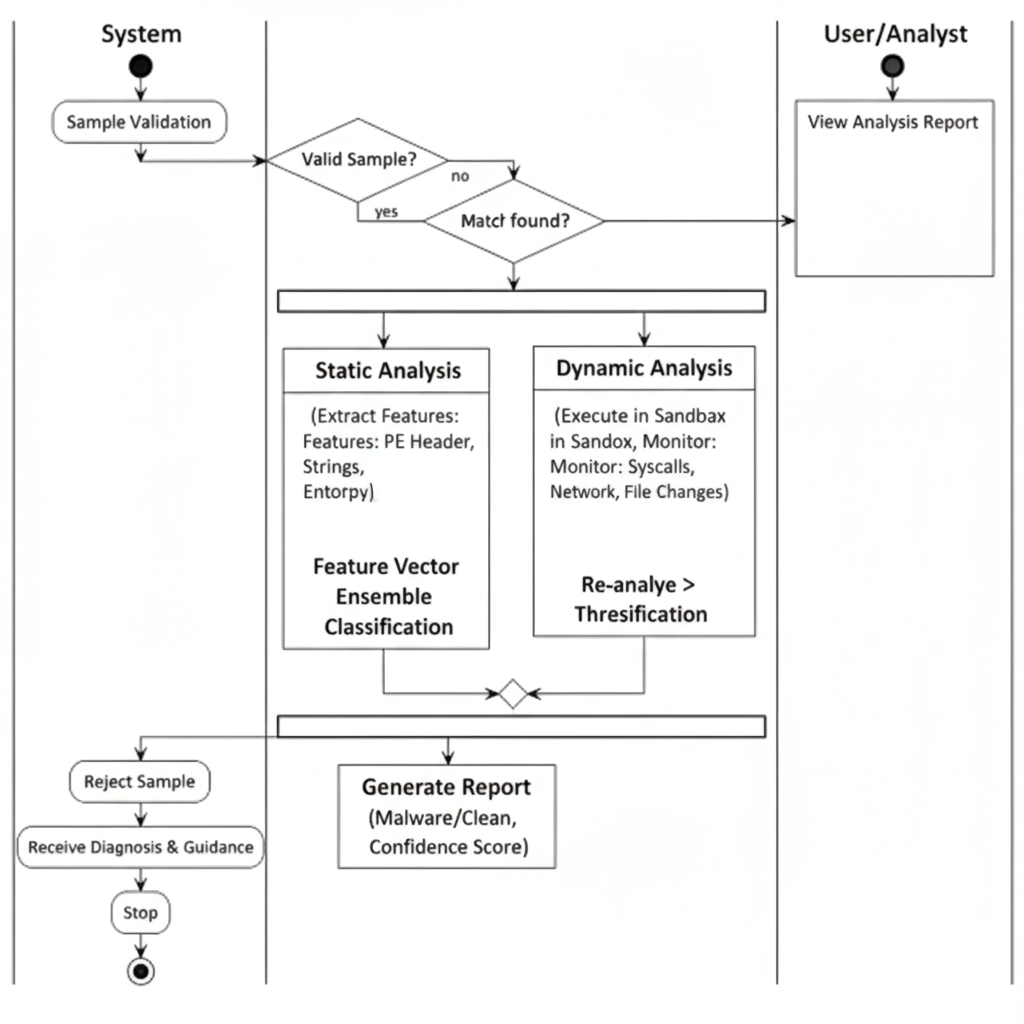 System
User/Analyst
Sample Validation
View Analysis Report
Valid Sample?
no
yes
Match found?
Static Analysis
(Extract Features:
Features: PE Header,
Strings,
Entorpy)
Feature Vector
Ensemble
Classification
Dynamic Analysis
(Execute in Sandbax
in Sandox, Monitor:
Monitor: Syscalls,
Network, File Changes)
Re-analye >
Thresification
Reject Sample
Receive Diagnosis & Guidance
Stop
Generate Report
(Malware/Clean,
Confidence Score)